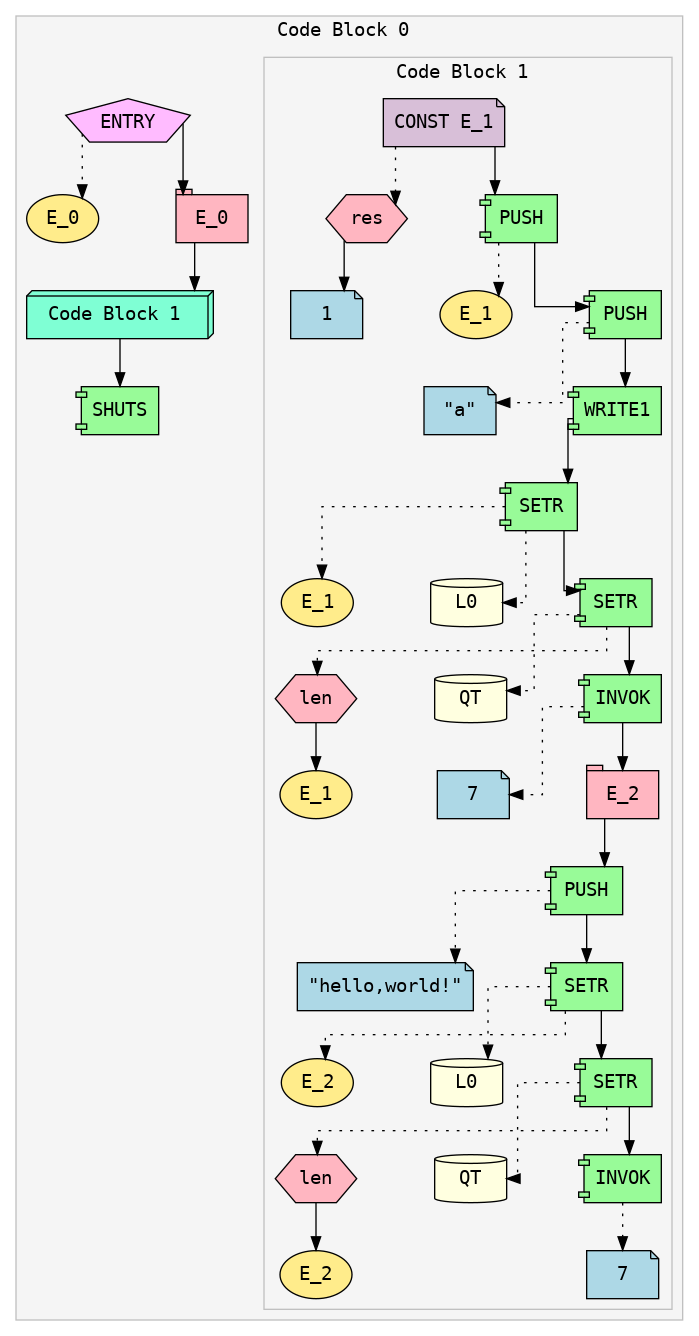 Code Block 0
Code Block 1
ENTRY
CONST E_1
E_0
E_0
res
PUSH
Code Block 1
1
E_1
PUSH
SHUTS
"a"
WRITE1
SETR
E_1
L0
SETR
len
QT
INVOK
E_1
7
E_2
PUSH
"hello,world!"
SETR
E_2
L0
SETR
len
QT
INVOK
E_2
7